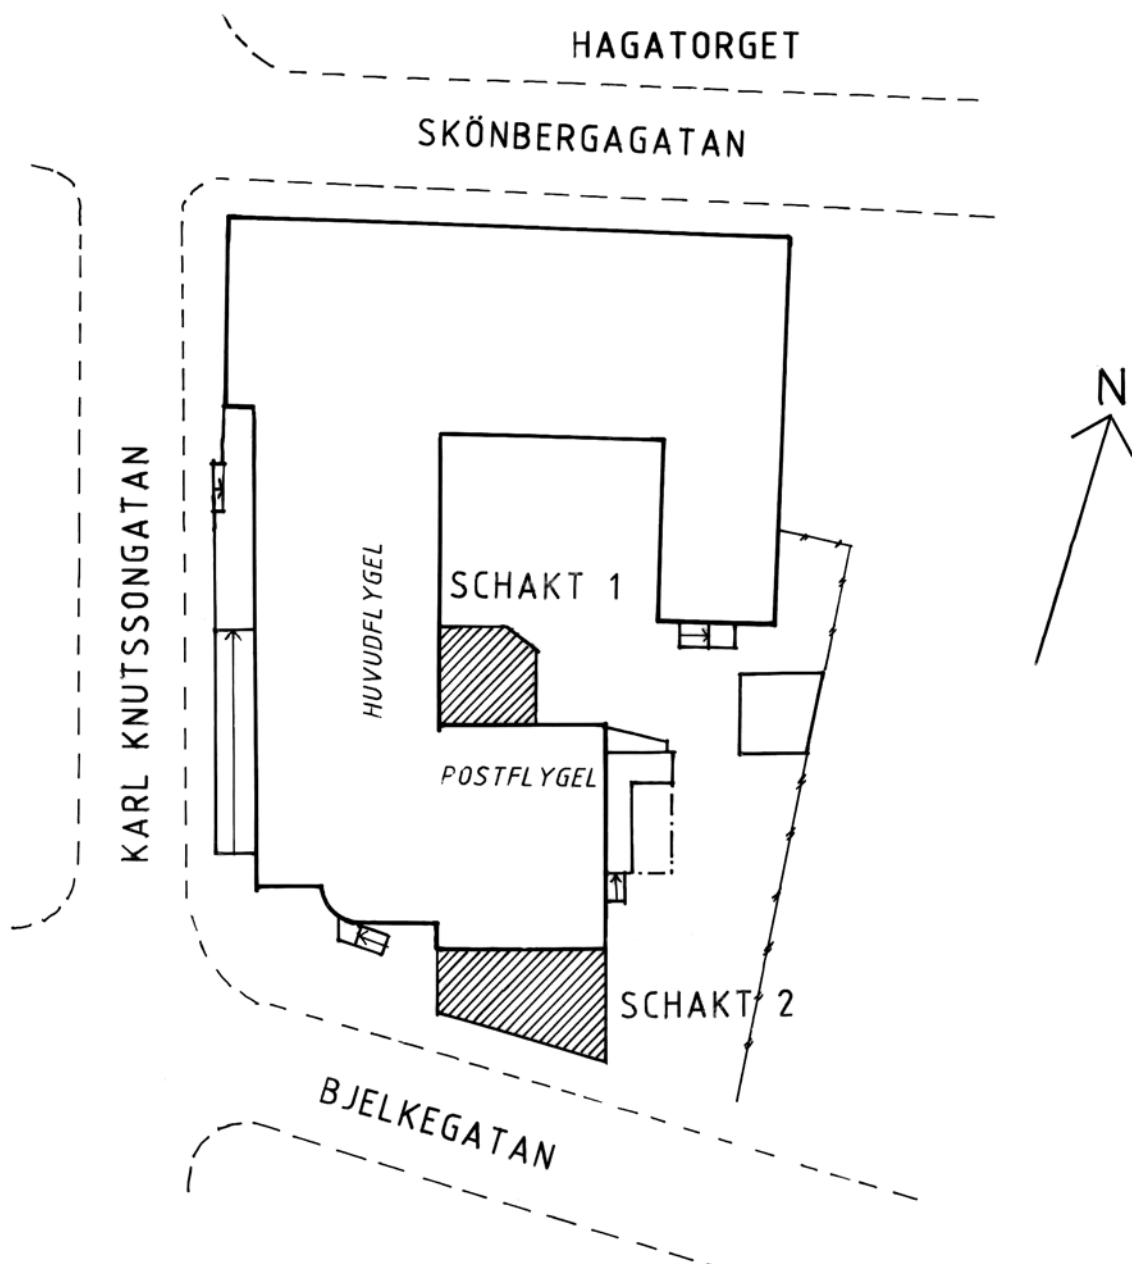 HAGATORGET
SKÖNBERGAGATAN
N
KARL KNUTSSONGATAN
HUVUDFLYGEL
SCHAKT 1
POSTFLYGEL
SCHAKT 2
BJELKEGATAN